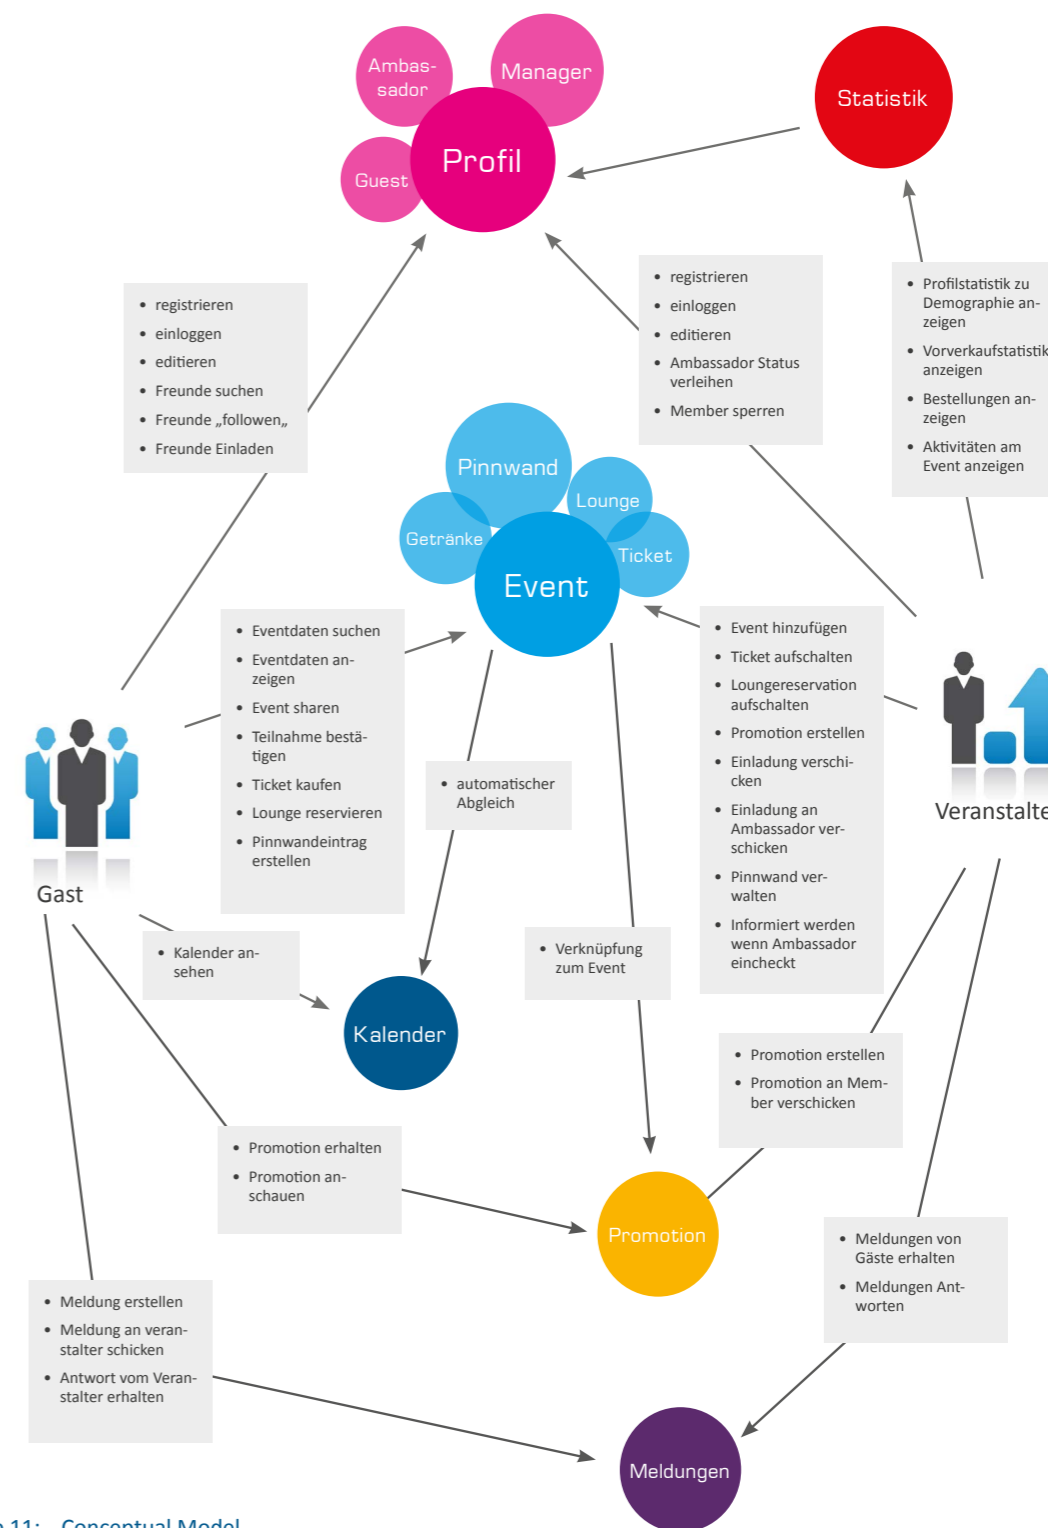 Ambas-
sador
Manager
Profil
Guest
Statistik
• registrieren
• einloggen
• editieren
• Freunde suchen
• Freunde „followen„
• Freunde Einladen
• registrieren
• einloggen
• editieren
• Ambassador Status
verleihen
• Member sperren
• Profilstatistik zu
Demographie an-
zeigen
• Vorverkaufstatistik
anzeigen
• Bestellungen an-
zeigen
• Aktivitäten am
Event anzeigen
Pinnwand
Lounge
Getränke
Ticket
Event
• Eventdaten suchen
• Eventdaten an-
zeigen
• Event sharen
• Teilnahme bestä-
tigen
• Ticket kaufen
• Lounge reservieren
• Pinnwandeintrag
erstellen
• automatischer
Abgleich
• Event hinzufügen
• Ticket aufschalten
• Loungereservation
aufschalten
• Promotion erstellen
• Einladung verschi-
cken
• Einladung an
Ambassador ver-
schicken
• Pinnwand ver-
walten
• Informiert werden
wenn Ambassador
eincheckt
Veranstalte
Gast
• Kalender an-
sehen
• Verknüpfung
zum Event
Kalender
• Promotion erstellen
• Promotion an Mem-
ber verschicken
• Promotion erhalten
• Promotion an-
schauen
Promotion
• Meldungen von
Gäste erhalten
• Meldungen Ant-
worten
• Meldung erstellen
• Meldung an veran-
stalter schicken
• Antwort vom Veran-
stalter erhalten
Meldungen
11: Conceptual Model